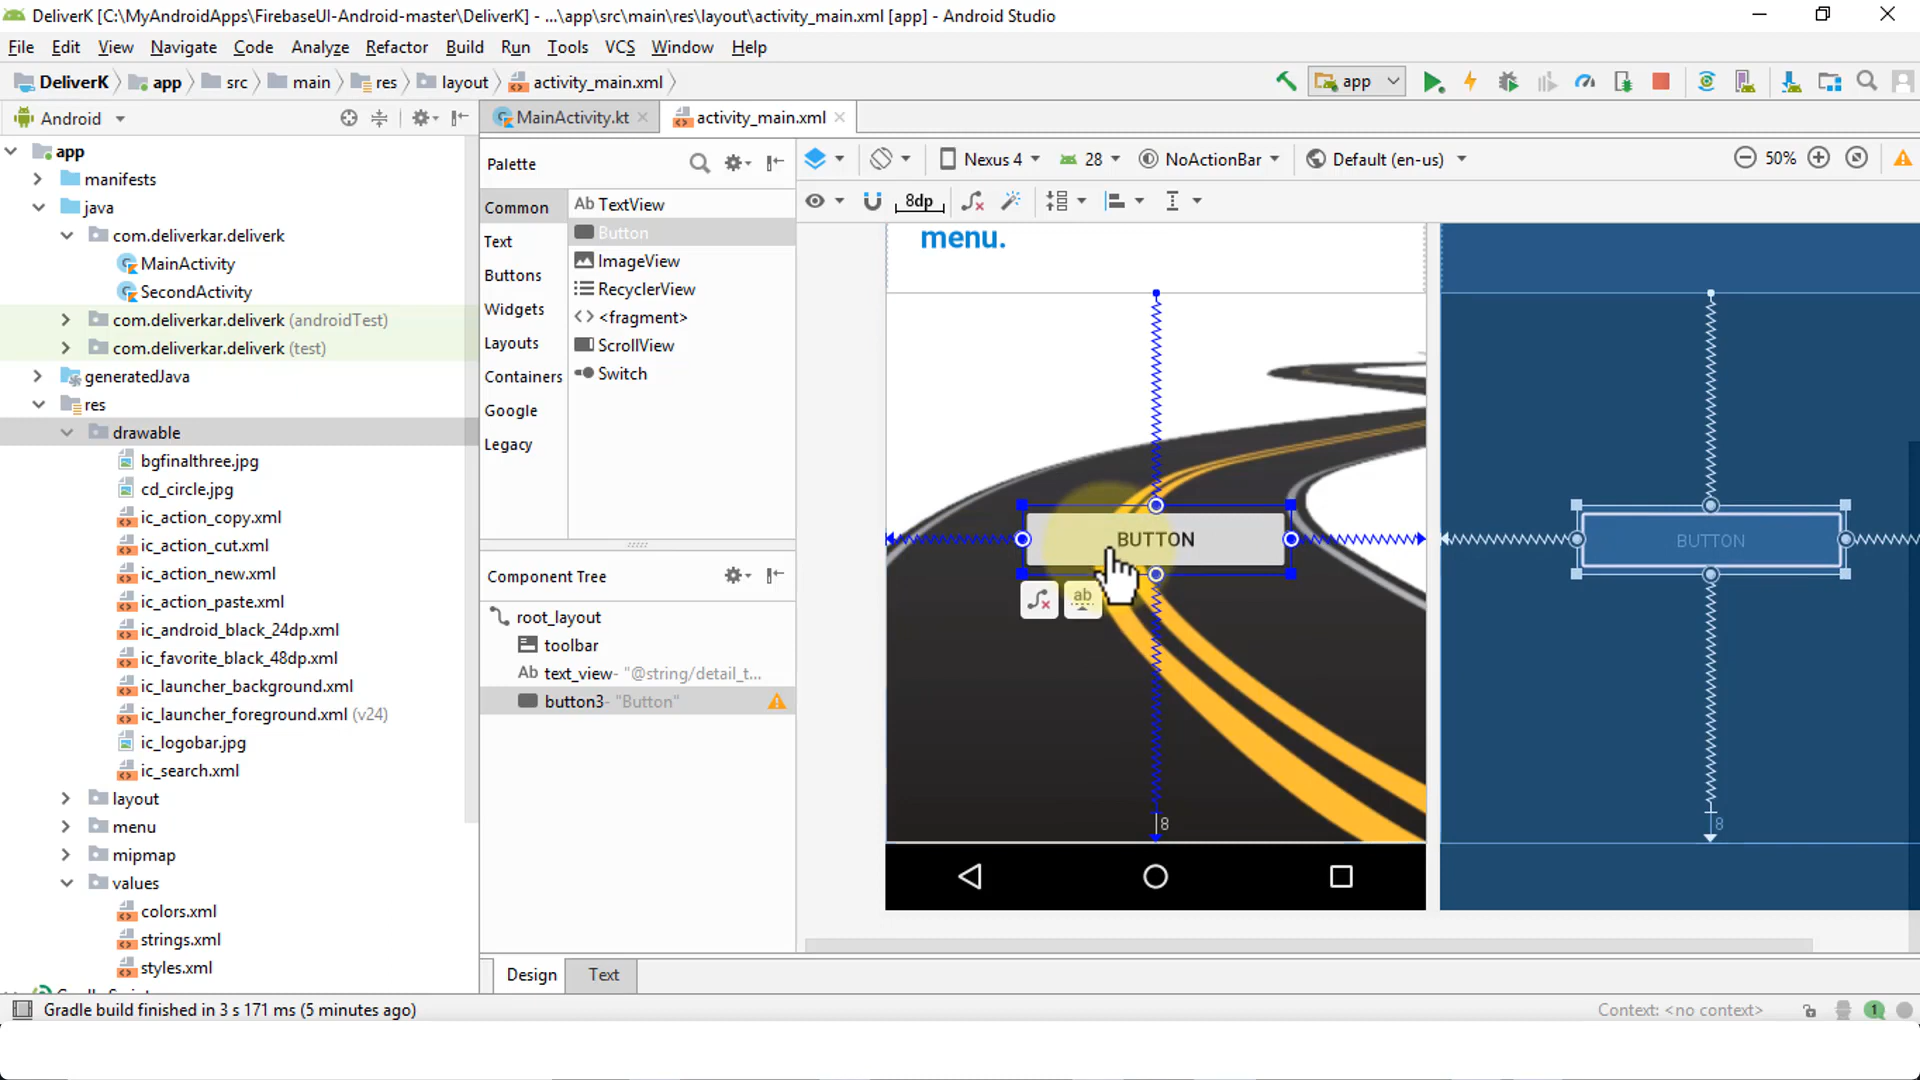 DeliverK [C:\MyAndroidApps\FirebaseUI-Android-master\DeliverK] - ...\app\src\main\res\layout\activity_main.xml [app] - Android Studio
File Edit View Navigate Code Analyze Refactor Build Run Tools VCS Window Help
DeliverK app src main res layout activity_main.xml app
Android MainActivity.kt activity_main.xml
app
manifests
java
com.deliverkar.deliverk
MainActivity
SecondActivity
com.deliverkar.deliverk (androidTest)
com.deliverkar.deliverk (test)
generatedJava
res
drawable
bgfinalthree.jpg
cd_circle.jpg
ic_action_copy.xml
ic_action_cut.xml
ic_action_new.xml
ic_action_paste.xml
ic_android_black_24dp.xml
ic_favorite_black_48dp.xml
ic_launcher_background.xml
ic_launcher_foreground.xml (v24)
ic_logobar.jpg
ic_search.xml
layout
menu
mipmap
values
colors.xml
strings.xml
styles.xml
Palette
Common
Text
Buttons
Widgets
Layouts
Containers
Google
Legacy
Ab TextView
Button
ImageView
RecyclerView
<fragment>
ScrollView
Switch
Component Tree
root_layout
toolbar
Ab text_view- "@string/detail_t...
button3- "Button"
Nexus 4 28 NoActionBar Default (en-us) 50%
8dp
menu.
BUTTON
ab
8
BUTTON
8
Design Text
Gradle build finished in 3 s 171 ms (5 minutes ago)
Context: <no context> 1